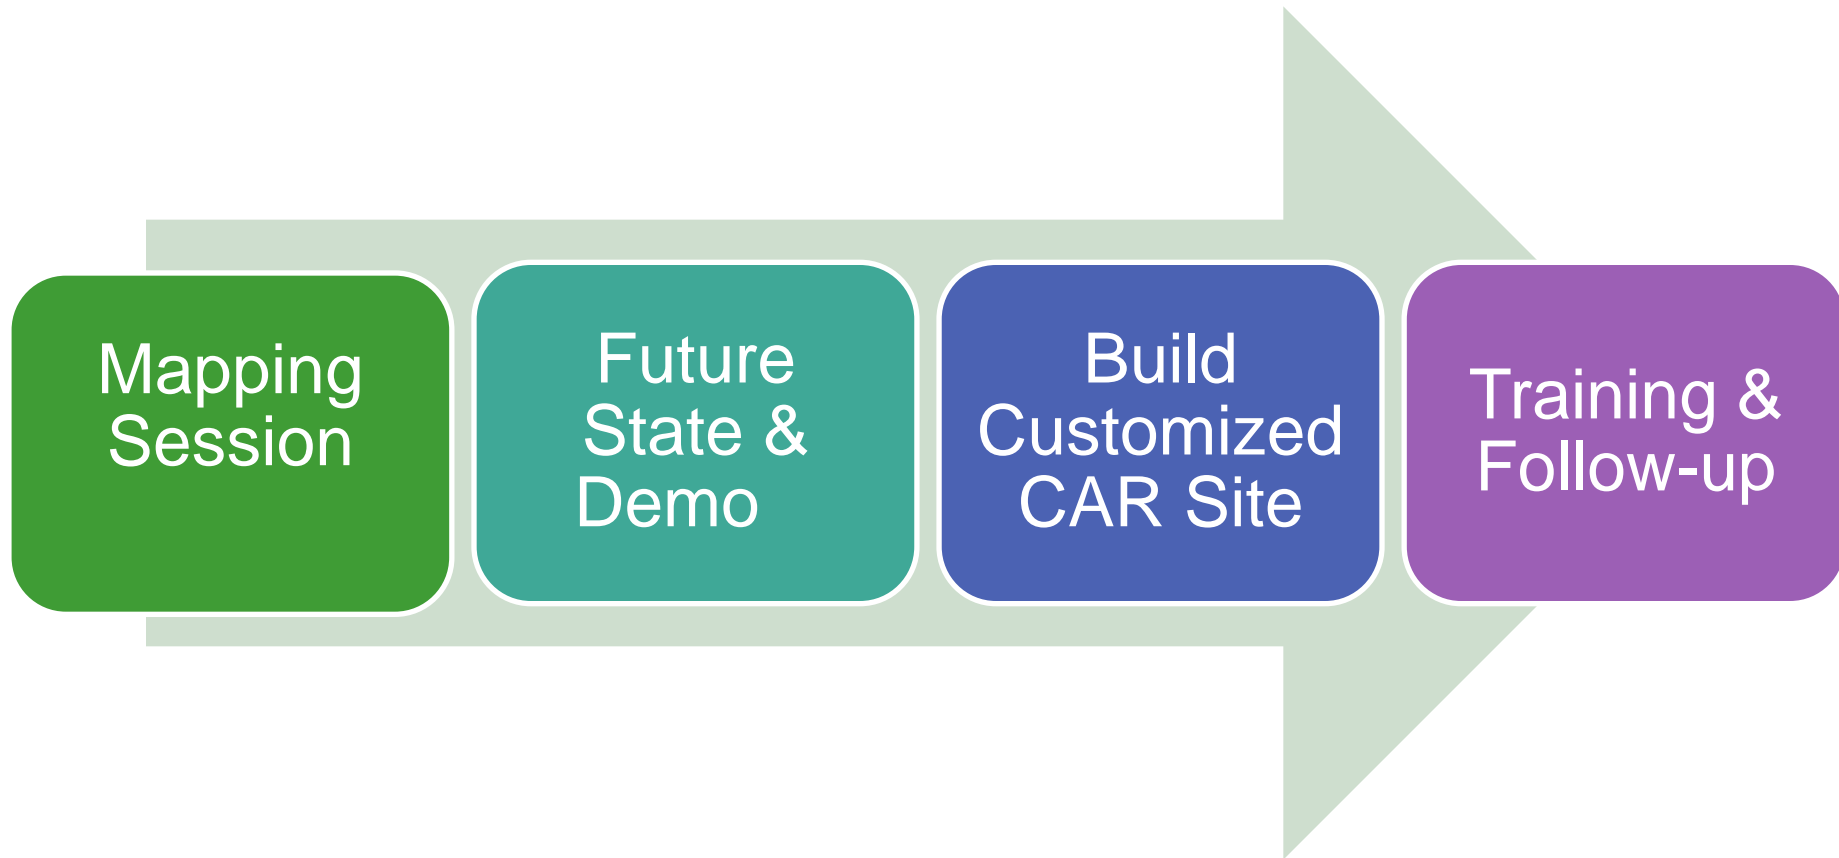 Mapping
Session
Future
State &
Demo
Build
Customized
CAR Site
Training &
Follow-up